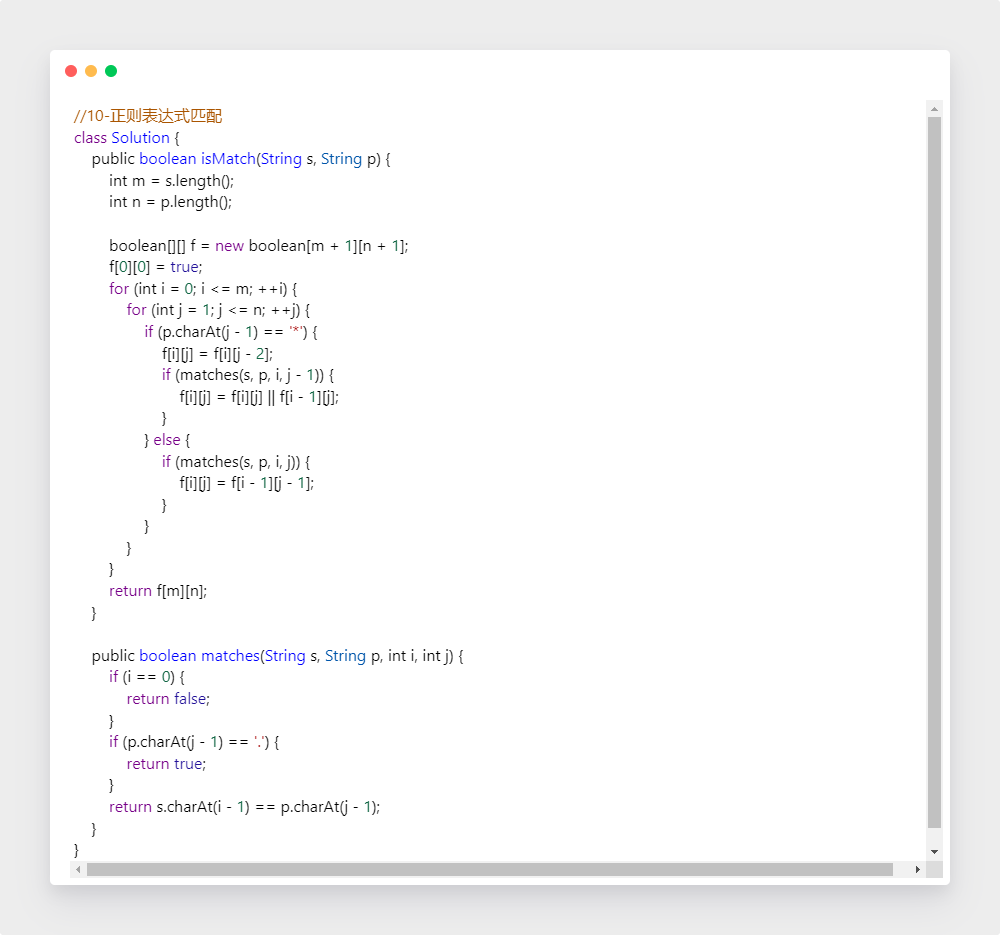 //10-正则表达式匹配
class Solution {
    public boolean isMatch(String s, String p) {
        int m = s.length();
        int n = p.length();

        boolean[][] f = new boolean[m + 1][n + 1];
        f[0][0] = true;
        for (int i = 0; i <= m; ++i) {
            for (int j = 1; j <= n; ++j) {
                if (p.charAt(j - 1) == '*') {
                    f[i][j] = f[i][j - 2];
                    if (matches(s, p, i, j - 1)) {
                        f[i][j] = f[i][j] || f[i - 1][j];
                    }
                } else {
                    if (matches(s, p, i, j)) {
                        f[i][j] = f[i - 1][j - 1];
                    }
                }
            }
        }
        return f[m][n];
    }

    public boolean matches(String s, String p, int i, int j) {
        if (i == 0) {
            return false;
        }
        if (p.charAt(j - 1) == '.') {
            return true;
        }
        return s.charAt(i - 1) == p.charAt(j - 1);
    }
}